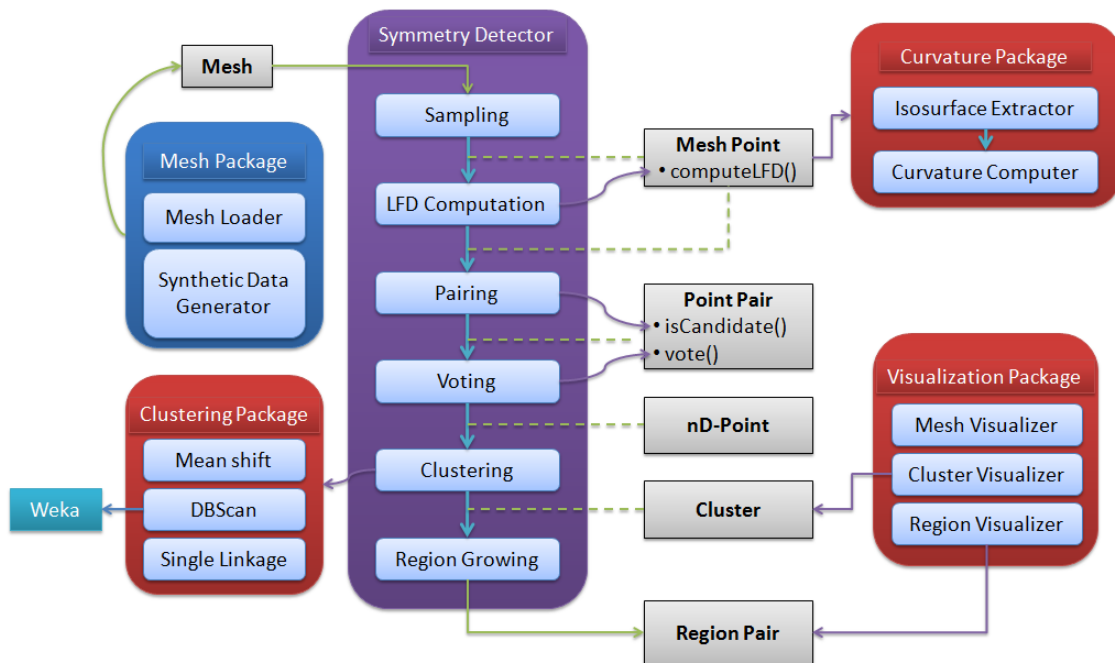 Symmetry Detector
Mesh
Curvature Package
Sampling
Isosurface Extractor
Mesh Point
• computeLFD()
Mesh Package
Curvature Computer
Mesh Loader
LFD Computation
Synthetic Data
Generator
Pairing
Point Pair
• isCandidate()
• vote()
Voting
Visualization Package
Clustering Package
nD-Point
Mesh Visualizer
Mean shift
Clustering
Cluster Visualizer
Weka
DBScan
Cluster
Region Visualizer
Single Linkage
Region Growing
Region Pair